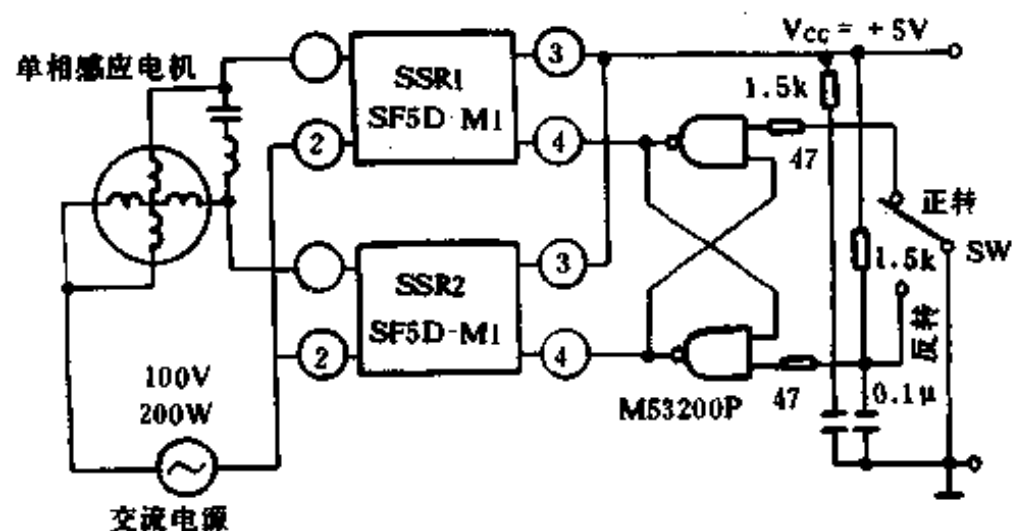 单相感应电机
SSR1
SF5D-M1
3
4
2
Vcc = +5V
1.5k
47
正转
SW
1.5k
反转
SSR2
SF5D-M1
3
4
2
M53200P
47
0.1μ
100V
200W
交流电源